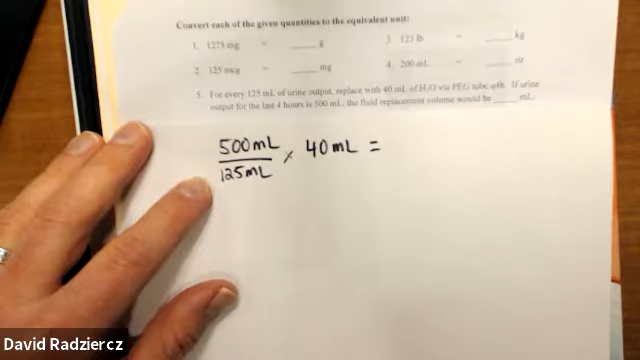 Convert each of the given quantities to the equivalent unit:
1. 1275 mg = _____ g 3. 123 lb = _____ kg
2. 125 mcg = _____ mg 4. 200 mL = _____ oz
5. For every 125 mL of urine output, replace with 40 mL of H₂O via PEG tube q4h. If urine
output for the last 4 hours is 500 mL, the fluid replacement volume would be _____ mL.
500mL
125mL × 40mL =
David Radziercz